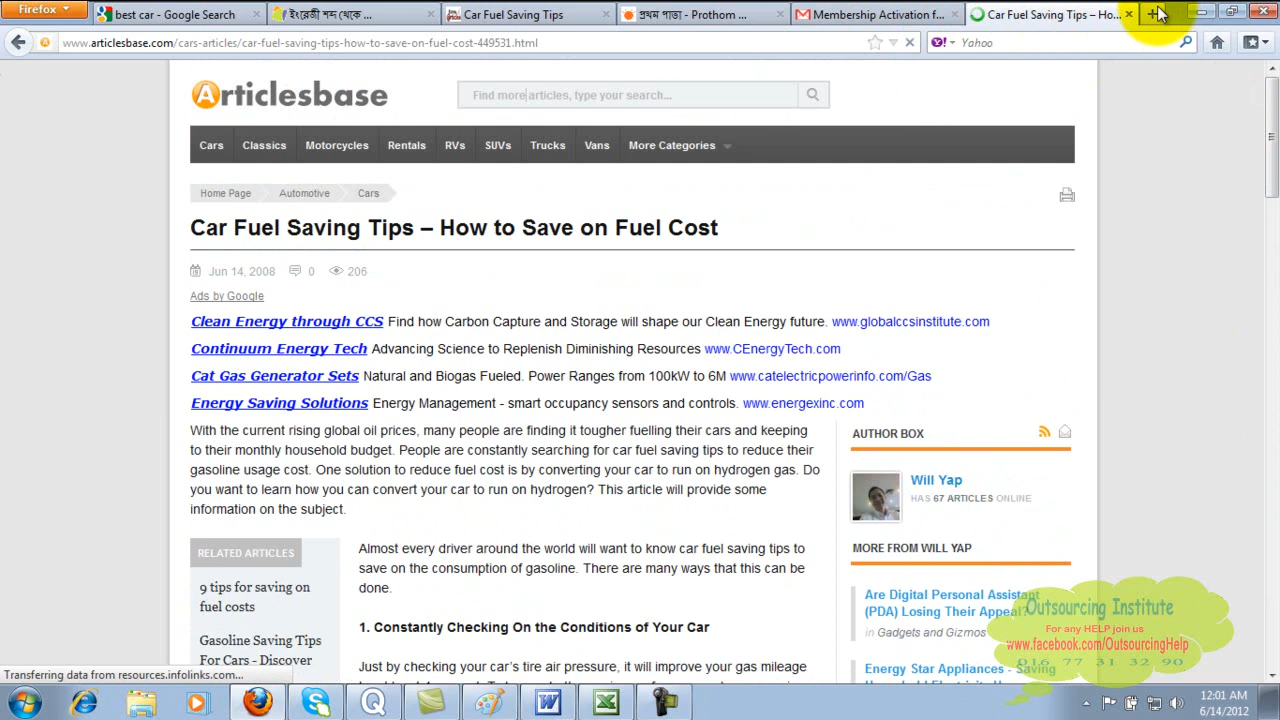 Firefox
best car - Google Search
ইংরেজী শব্দ থেকে ...
Car Fuel Saving Tips
প্রথম পাতা - Prothom ...
Membership Activation f...
Car Fuel Saving Tips – Ho...
www.articlesbase.com/cars-articles/car-fuel-saving-tips-how-to-save-on-fuel-cost-449531.html
Yahoo
Articlesbase
Find more articles, type your search...
Cars Classics Motorcycles Rentals RVs SUVs Trucks Vans More Categories
Home Page Automotive Cars
Car Fuel Saving Tips – How to Save on Fuel Cost
Jun 14, 2008 0 206
Ads by Google
Clean Energy through CCS Find how Carbon Capture and Storage will shape our Clean Energy future. www.globalccsinstitute.com
Continuum Energy Tech Advancing Science to Replenish Diminishing Resources www.CEnergyTech.com
Cat Gas Generator Sets Natural and Biogas Fueled. Power Ranges from 100kW to 6M www.catelectricpowerinfo.com/Gas
Energy Saving Solutions Energy Management - smart occupancy sensors and controls. www.energexinc.com
With the current rising global oil prices, many people are finding it tougher fuelling their cars and keeping
to their monthly household budget. People are constantly searching for car fuel saving tips to reduce their
gasoline usage cost. One solution to reduce fuel cost is by converting your car to run on hydrogen gas. Do
you want to learn how you can convert your car to run on hydrogen? This article will provide some
information on the subject.
RELATED ARTICLES
9 tips for saving on
fuel costs
Gasoline Saving Tips
For Cars - Discover
Almost every driver around the world will want to know car fuel saving tips to
save on the consumption of gasoline. There are many ways that this can be
done.
1. Constantly Checking On the Conditions of Your Car
Just by checking your car's tire air pressure, it will improve your gas mileage
AUTHOR BOX
Will Yap
HAS 67 ARTICLES ONLINE
MORE FROM WILL YAP
Are Digital Personal Assistant
(PDA) Losing Their Appeal?
in Gadgets and Gizmos
Energy Star Appliances - Saving
Outsourcing Institute
For any HELP join us
www.facebook.com/OutsourcingHelp
016 77 31 32 90
Transferring data from resources.infolinks.com...
12:01 AM
6/14/2012